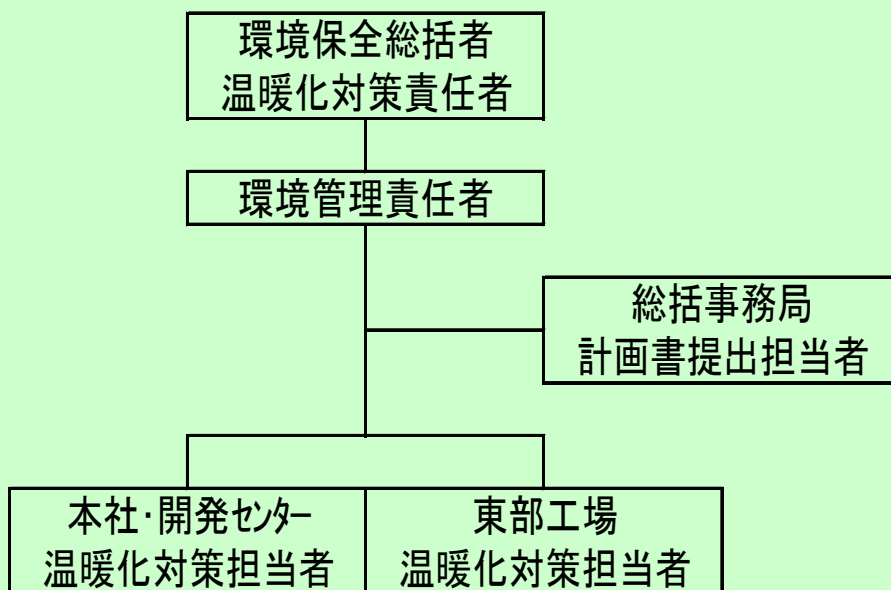 環境保全総括者
温暖化対策責任者
環境管理責任者
総括事務局
計画書提出担当者
本社･開発ｾﾝﾀｰ
温暖化対策担当者
東部工場
温暖化対策担当者